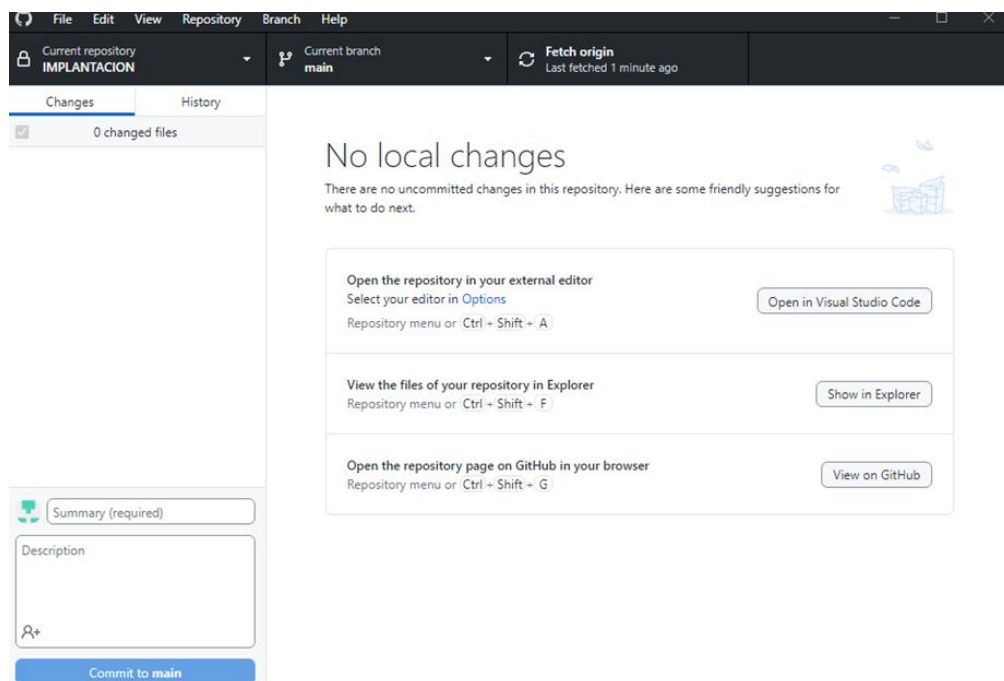 File Edit View Repository Branch Help
Current repository
IMPLANTACION
Current branch
main
Fetch origin
Last fetched 1 minute ago
Changes History
0 changed files
No local changes
There are no uncommitted changes in this repository. Here are some friendly suggestions for
what to do next.
Open the repository in your external editor
Select your editor in Options
Repository menu or Ctrl + Shift + A
Open in Visual Studio Code
View the files of your repository in Explorer
Repository menu or Ctrl + Shift + F
Show in Explorer
Open the repository page on GitHub in your browser
Repository menu or Ctrl + Shift + G
View on GitHub
Summary (required)
Description
Commit to main